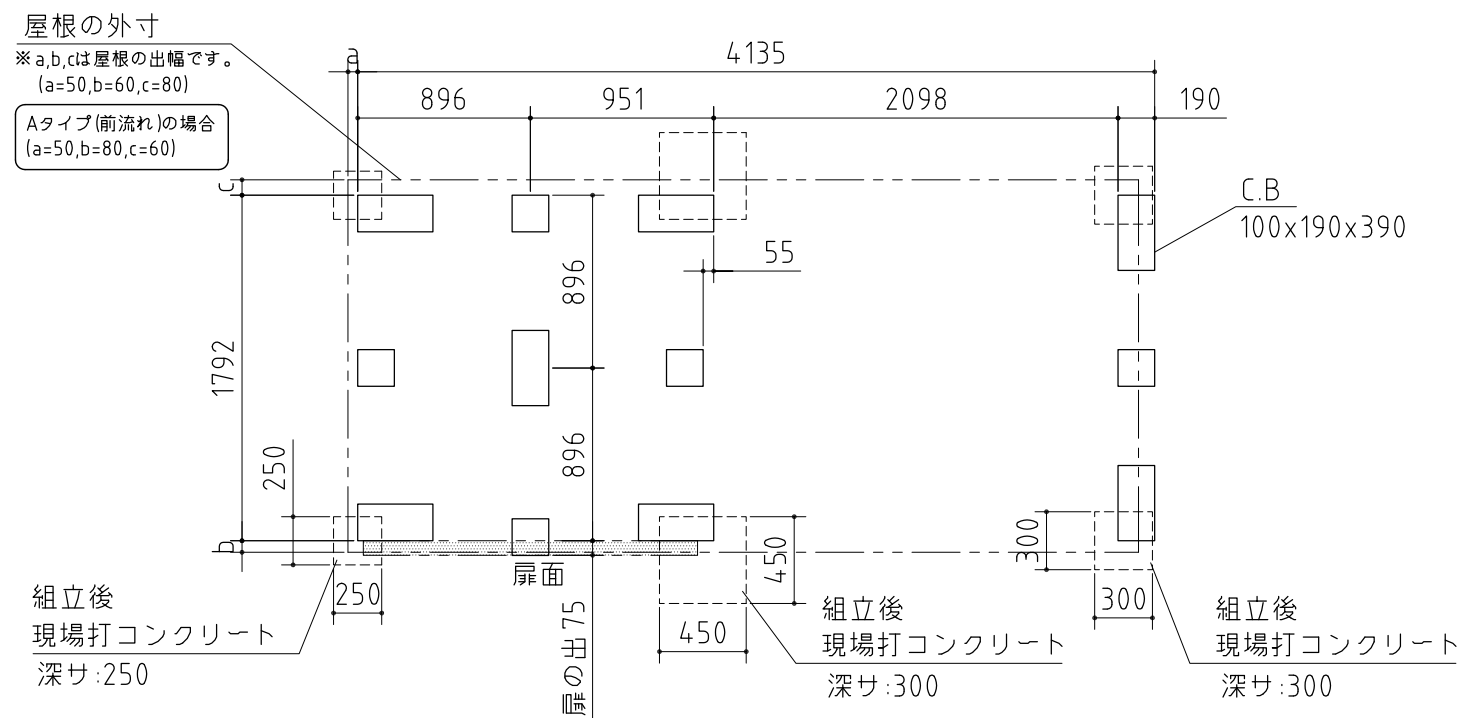 屋根の外寸
※a,b,cは屋根の出幅です。
(a=50,b=60,c=80)
Aタイプ(前流れ)の場合
(a=50,b=80,c=60)
a
4135
896
951
2098
190
c
C.B
100x190x390
55
896
1792
896
250
b
扉面
450
300
250
450
300
扉の出 75
組立後
現場打コンクリート
深サ:250
組立後
現場打コンクリート
深サ:300
組立後
現場打コンクリート
深サ:300